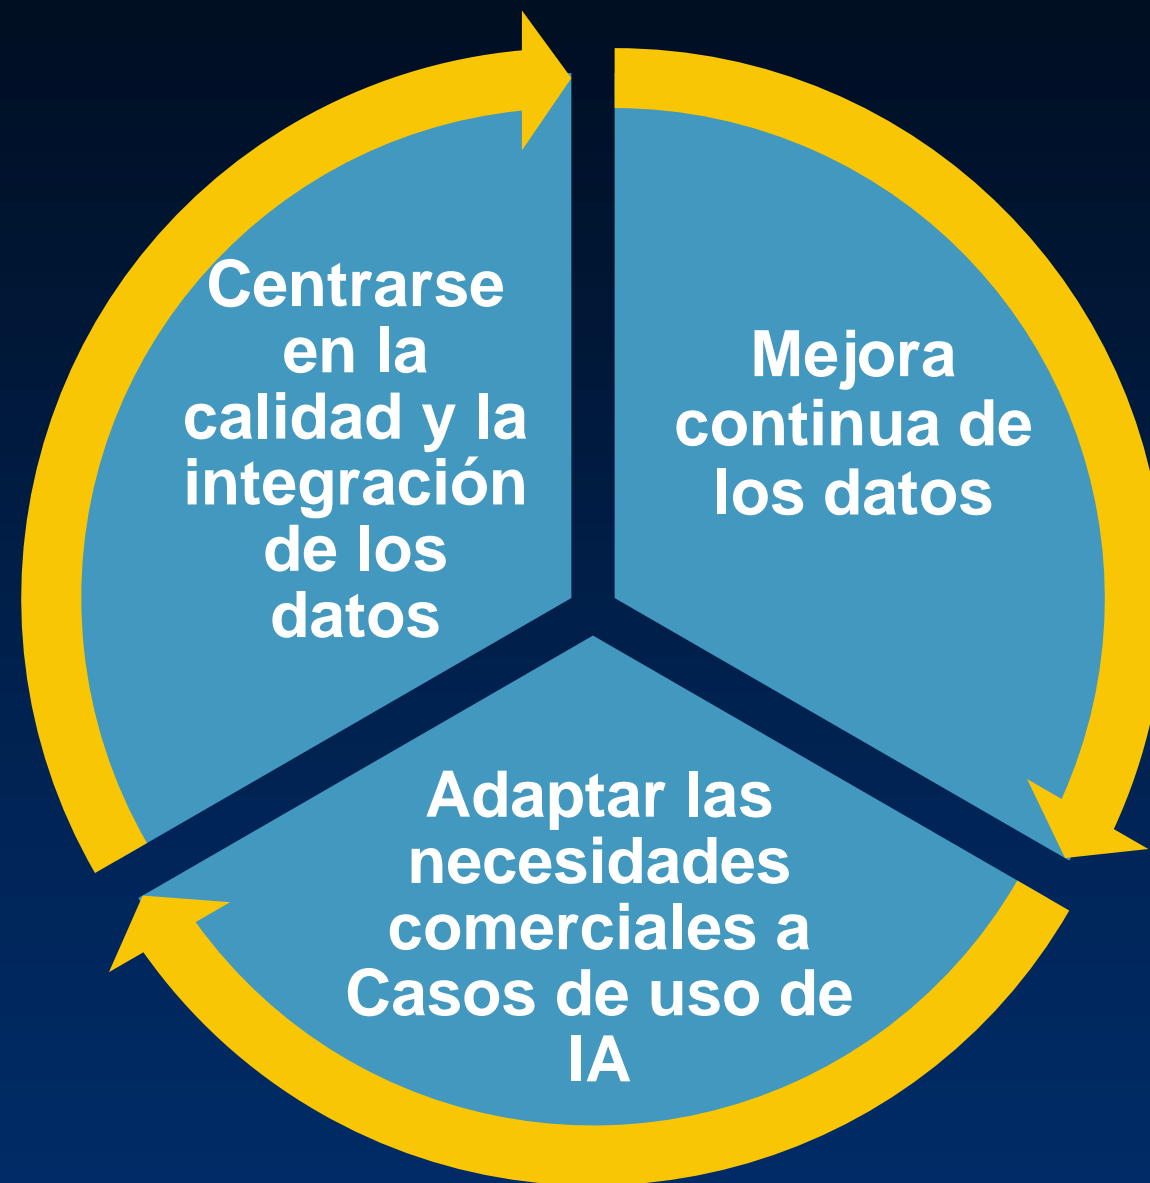 Centrarse
en la
calidad y la
integración
de los
datos
Mejora
continua de
los datos
Adaptar las
necesidades
comerciales a
Casos de uso de
IA